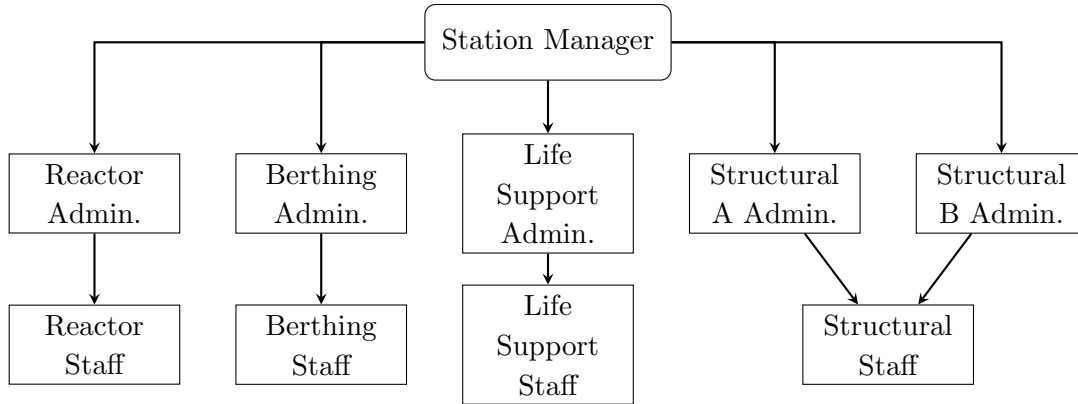 Station Manager
Reactor
Admin.
Berthing
Admin.
Life
Support
Admin.
Structural
A Admin.
Structural
B Admin.
Reactor
Staff
Berthing
Staff
Life
Support
Staff
Structural
Staff